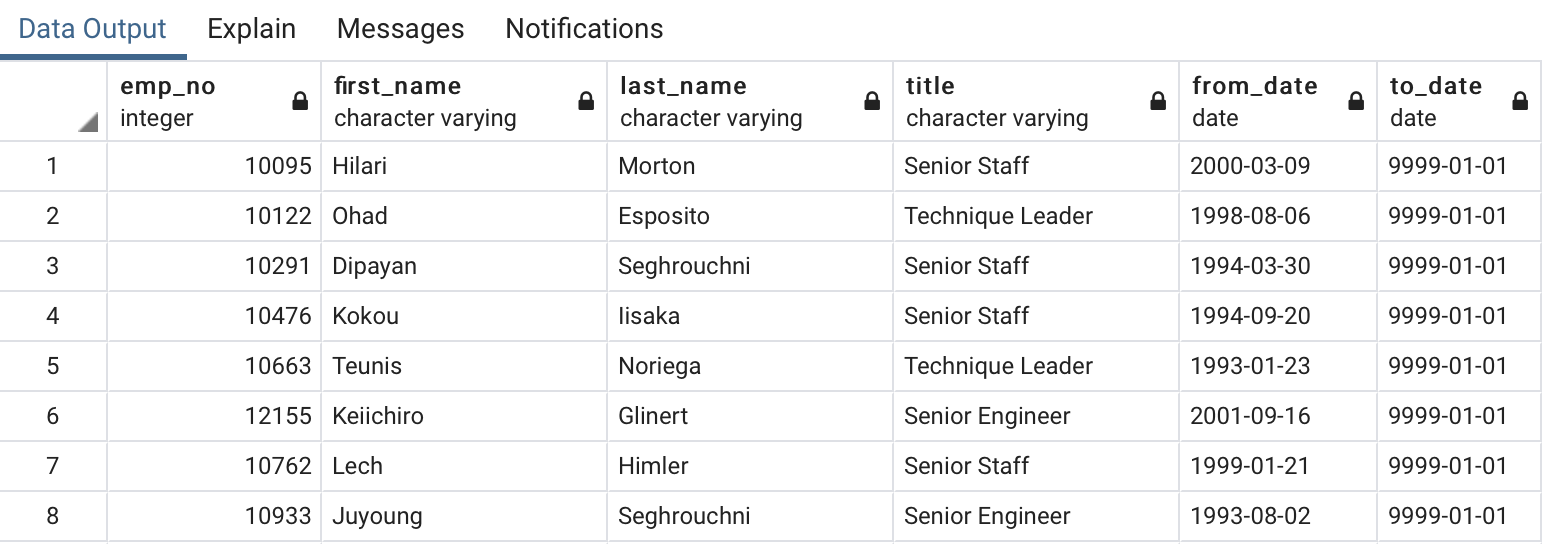 Data Output Explain Messages Notifications
emp_no first_name last_name title from_date to_date
integer character varying character varying character varying date date
1 10095 Hilari Morton Senior Staff 2000-03-09 9999-01-01
2 10122 Ohad Esposito Technique Leader 1998-08-06 9999-01-01
3 10291 Dipayan Seghrouchni Senior Staff 1994-03-30 9999-01-01
4 10476 Kokou Iisaka Senior Staff 1994-09-20 9999-01-01
5 10663 Teunis Noriega Technique Leader 1993-01-23 9999-01-01
6 12155 Keiichiro Glinert Senior Engineer 2001-09-16 9999-01-01
7 10762 Lech Himler Senior Staff 1999-01-21 9999-01-01
8 10933 Juyoung Seghrouchni Senior Engineer 1993-08-02 9999-01-01